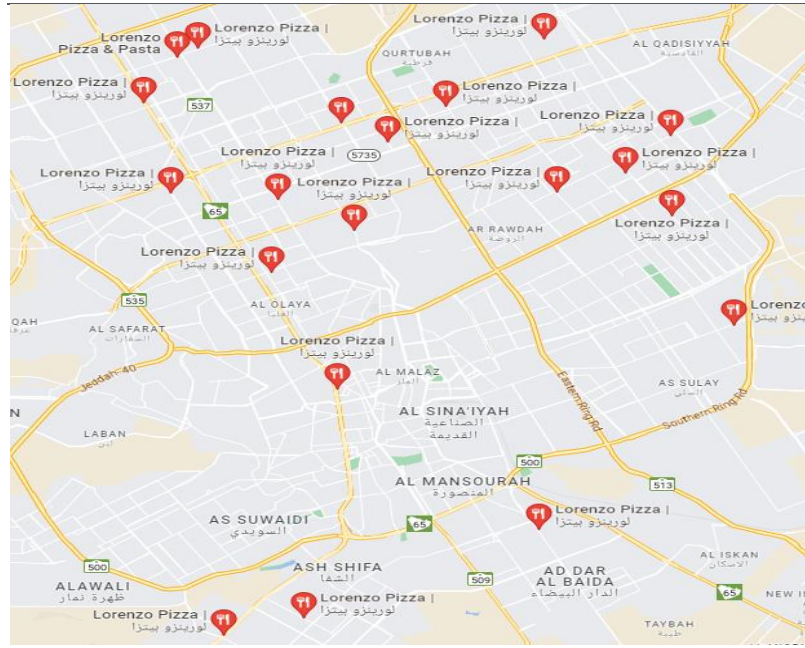 Lorenzo
Pizza & Pasta
Lorenzo Pizza |
لورينزو بيتزا
Lorenzo Pizza |
لورينزو بيتزا
QURTUBAH
قرطبة
AL QADISIYYAH
القادسية
Lorenzo Pizza |
لورينزو بيتزا
537
Lorenzo Pizza |
لورينزو بيتزا
Lorenzo Pizza |
لورينزو بيتزا
Lorenzo Pizza |
لورينزو بيتزا
Lorenzo Pizza |
لورينزو بيتزا
5735
Lorenzo Pizza |
لورينزو بيتزا
Lorenzo Pizza |
لورينزو بيتزا
Lorenzo Pizza |
لورينزو بيتزا
65
Lorenzo Pizza |
لورينزو بيتزا
AR RAWDAH
الروضة
Lorenzo Pizza |
لورينزو بيتزا
535
AL OLAYA
العليا
Lorenzo
لورينزو بيتزا
QAH
AL SAFARAT
السفارات
Lorenzo Pizza |
لورينزو بيتزا
Jeddah 40
AL MALAZ
الملز
Eastern Ring Rd
AS SULAY
السلي
Southern Ring Rd
N
LABAN
لبن
AL SINA'IYAH
الصناعية
القديمة
500
AL MANSOURAH
المنصورة
513
AS SUWAIDI
السويدي
65
Lorenzo Pizza |
لورينزو بيتزا
500
ASH SHIFA
الشفا
509
AD DAR
AL BAIDA
الدار البيضاء
AL ISKAN
الاسكان
ALAWALI
ظهرة نمار
65
NEW I
Lorenzo Pizza |
لورينزو بيتزا
Lorenzo Pizza |
لورينزو بيتزا
TAYBAH
طيبة